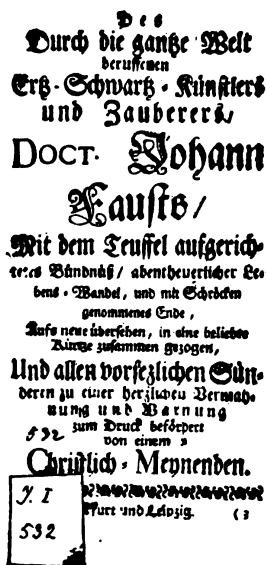 Des
Durch die gantze Welt
beruffenen
Ertz-Schwartz-Künstlers
und Zauberers/
DOCT. Johann
Fausts/
Mit dem Teuffel aufgerich-
tetes Bündnüß/ abentheuerlicher Le-
bens-Wandel, und mit Schröcken
genommenes Ende,
Aufs neue übersehen, in eine beliebte
Kürtze zusammen gezogen,
Und allen vorsezlichen Sün-
deren zu einer hertzlichen Vermah-
nung und Warnung
zum Druck befördert
von einem
Christlich-Meynenden.
532
furt und Leipzig.
Y. I
532